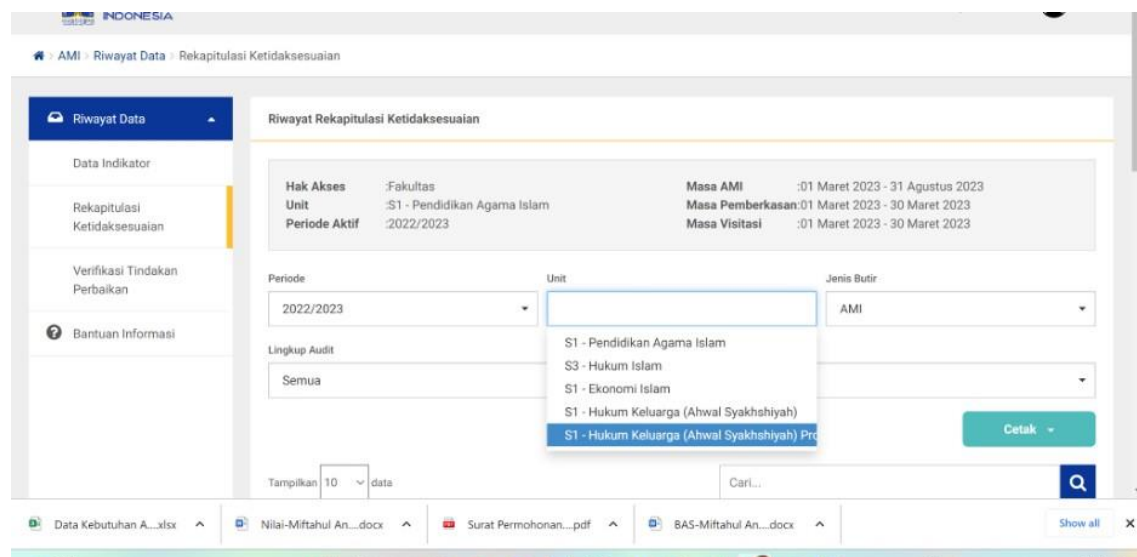 INDONESIA
AMI > Riwayat Data > Rekapitulasi Ketidaksesuaian
Riwayat Data
Data Indikator
Rekapitulasi
Ketidaksesuaian
Verifikasi Tindakan
Perbaikan
Bantuan Informasi
Riwayat Rekapitulasi Ketidaksesuaian
Hak Akses :Fakultas
Unit :S1 - Pendidikan Agama Islam
Periode Aktif :2022/2023
Masa AMI :01 Maret 2023 - 31 Agustus 2023
Masa Pemberkasan:01 Maret 2023 - 30 Maret 2023
Masa Visitasi :01 Maret 2023 - 30 Maret 2023
Periode
2022/2023
Unit
Jenis Butir
AMI
S1 - Pendidikan Agama Islam
S3 - Hukum Islam
S1 - Ekonomi Islam
S1 - Hukum Keluarga (Ahwal Syakhshiyah)
S1 - Hukum Keluarga (Ahwal Syakhshiyah) Pro
Lingkup Audit
Semua
Cetak
Tampilkan 10 data
Cari...
Data Kebutuhan A....xlsx
Nilai-Miftahul An....docx
Surat Permohonan....pdf
BAS-Miftahul An....docx
Show all